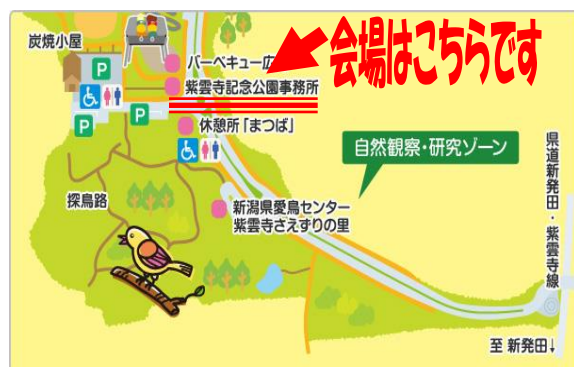 炭焼小屋
会場はこちらです
バーベキュー広
P
紫雲寺記念公園事務所
P
P
休憩所「まつば」
自然観察・研究ゾーン
県道新発田・紫雲寺線
探鳥路
新潟県愛鳥センター
紫雲寺さえずりの里
至 新発田↓